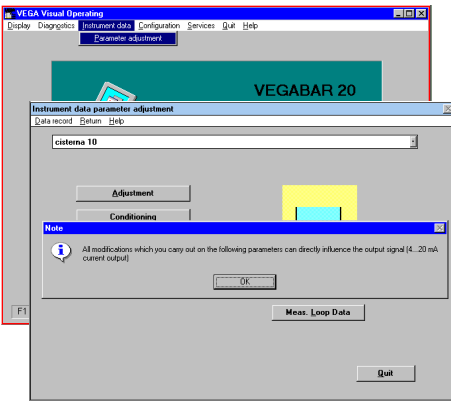 VEGA Visual Operating
Display Diagnostics Instrument data Configuration Services Quit Help
Parameter adjustment
VEGABAR 20
Instrument data parameter adjustment
Data record Return Help
cisterna 10
Adjustment
Conditioning
Note
All modifications which you carry out on the following parameters can directly influence the output signal (4...20 mA
current output)
OK
F1
Meas. Loop Data
Quit